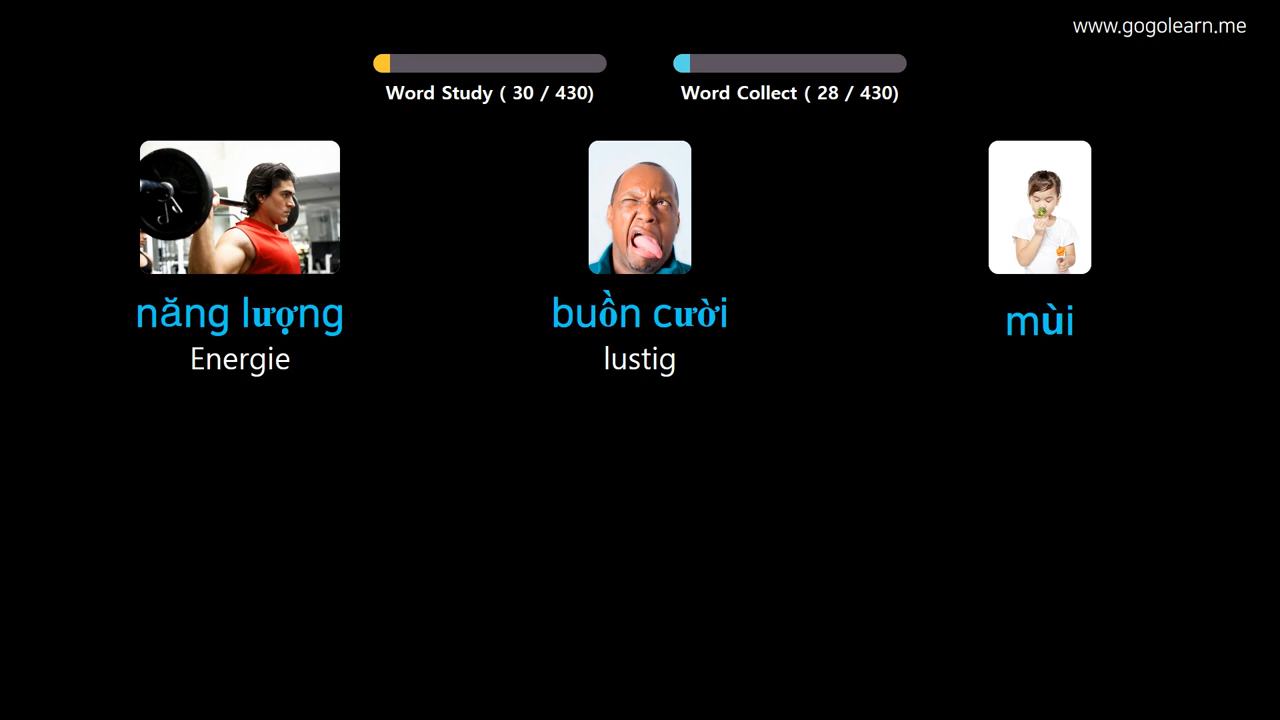 www.gogolearn.me
Word Study ( 30 / 430)
Word Collect ( 28 / 430)
năng lượng
buồn cười
mùi
Energie
lustig